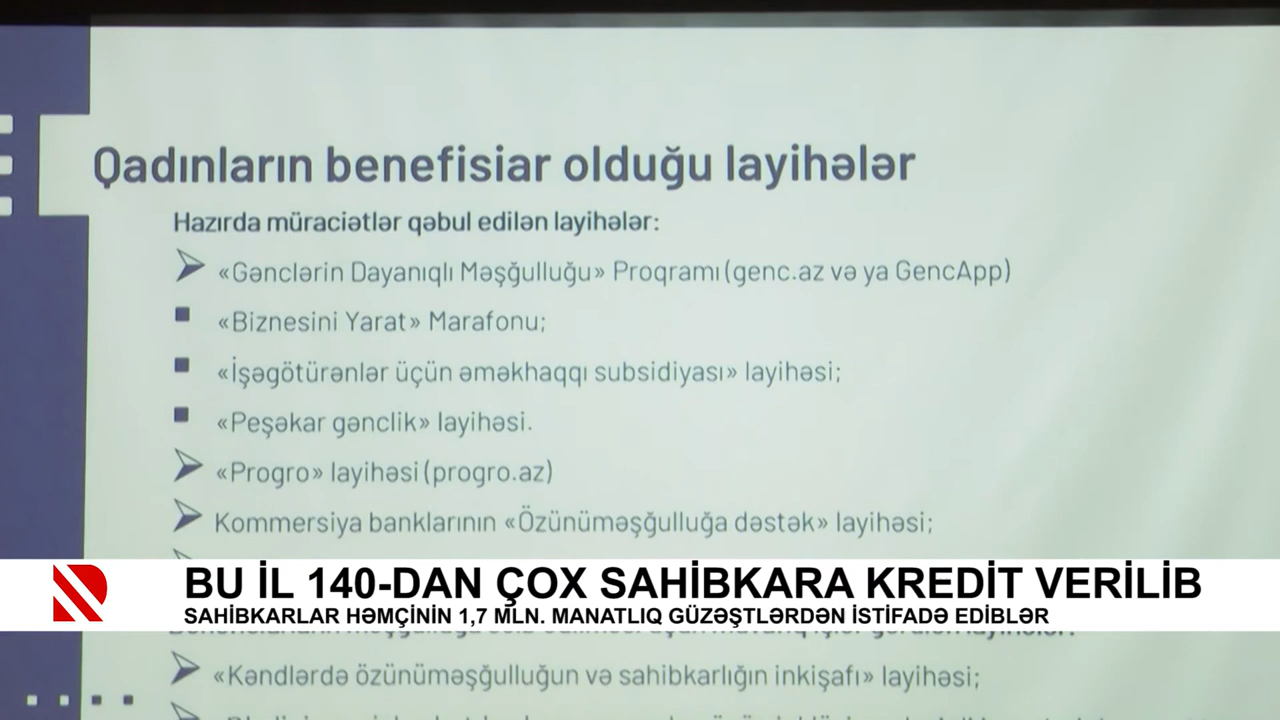 Qadınların benefisiar olduğu layihələr
Hazırda müraciətlər qəbul edilən layihələr:
«Gənclərin Dayanıqlı Məşğulluğu» Proqramı (genc.az və ya GencApp)
«Biznesini Yarat» Marafonu;
«İşəgötürənlər üçün əməkhaqqı subsidiyası» layihəsi;
«Peşəkar gənclik» layihəsi.
«Progro» layihəsi (progro.az)
Kommersiya banklarının «Özünüməşğulluğa dəstək» layihəsi;
BU İL 140-DAN ÇOX SAHİBKARA KREDİT VERİLİB
SAHİBKARLAR HƏMÇİNİN 1,7 MLN. MANATLIQ GÜZƏŞTLƏRDƏN İSTİFADƏ EDİBLƏR
«Kəndlərdə özünüməşğulluğun və sahibkarlığın inkişafı» layihəsi;